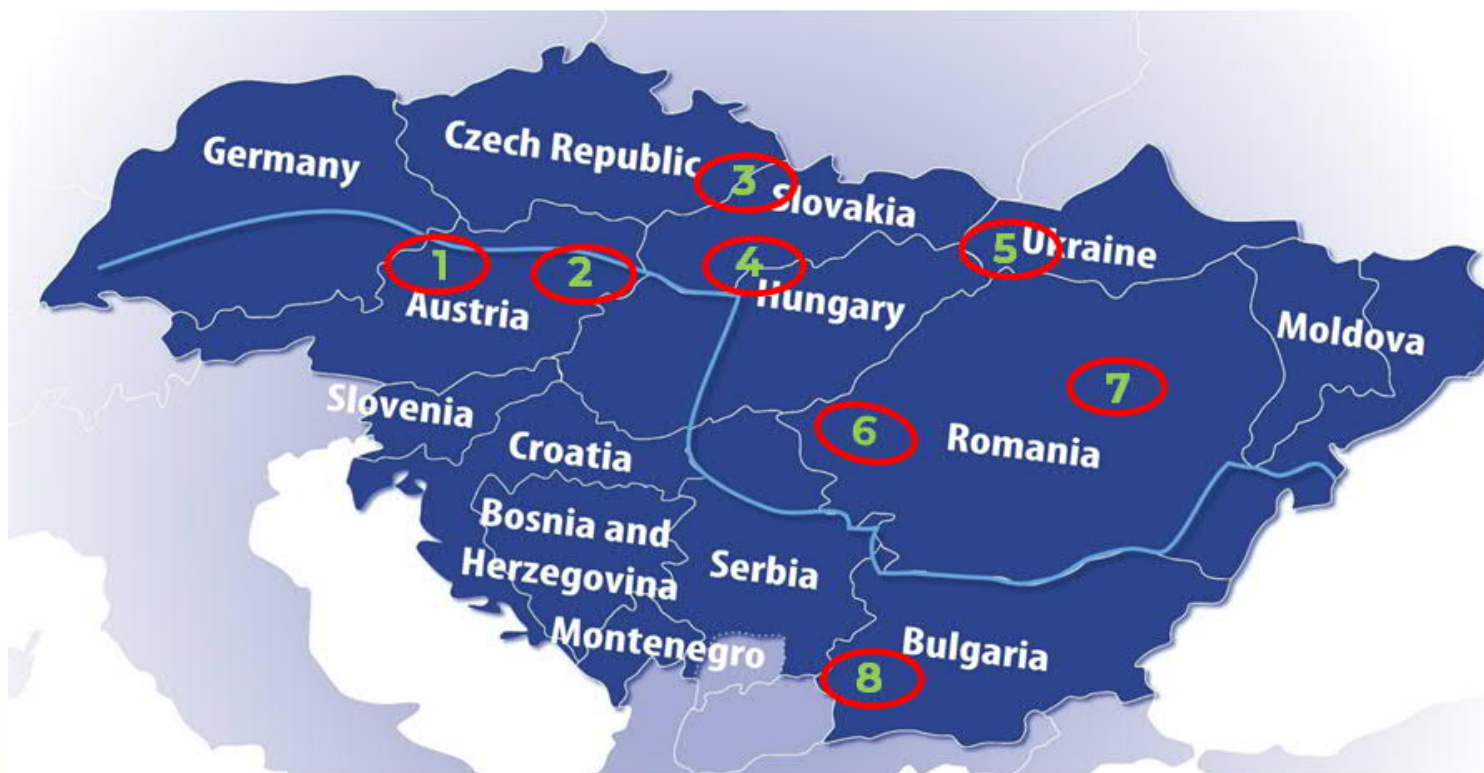 Germany
Czech Republic
3
Slovakia
1
2
4
5
Ukraine
Austria
Hungary
Moldova
Slovenia
7
Croatia
6
Romania
Bosnia and
Herzegovina
Serbia
Montenegro
Bulgaria
8